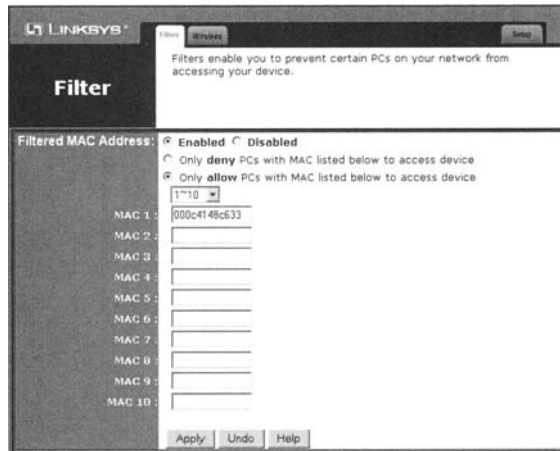 LINKSYS®
Filters
Wireless
Setup
Filter
Filters enable you to prevent certain PCs on your network from
accessing your device.
Filtered MAC Address:
Enabled Disabled
Only deny PCs with MAC listed below to access device
Only allow PCs with MAC listed below to access device
1~10
MAC 1 : 000c4148c633
MAC 2 :
MAC 3 :
MAC 4 :
MAC 5 :
MAC 6 :
MAC 7 :
MAC 8 :
MAC 9 :
MAC 10 :
Apply Undo Help